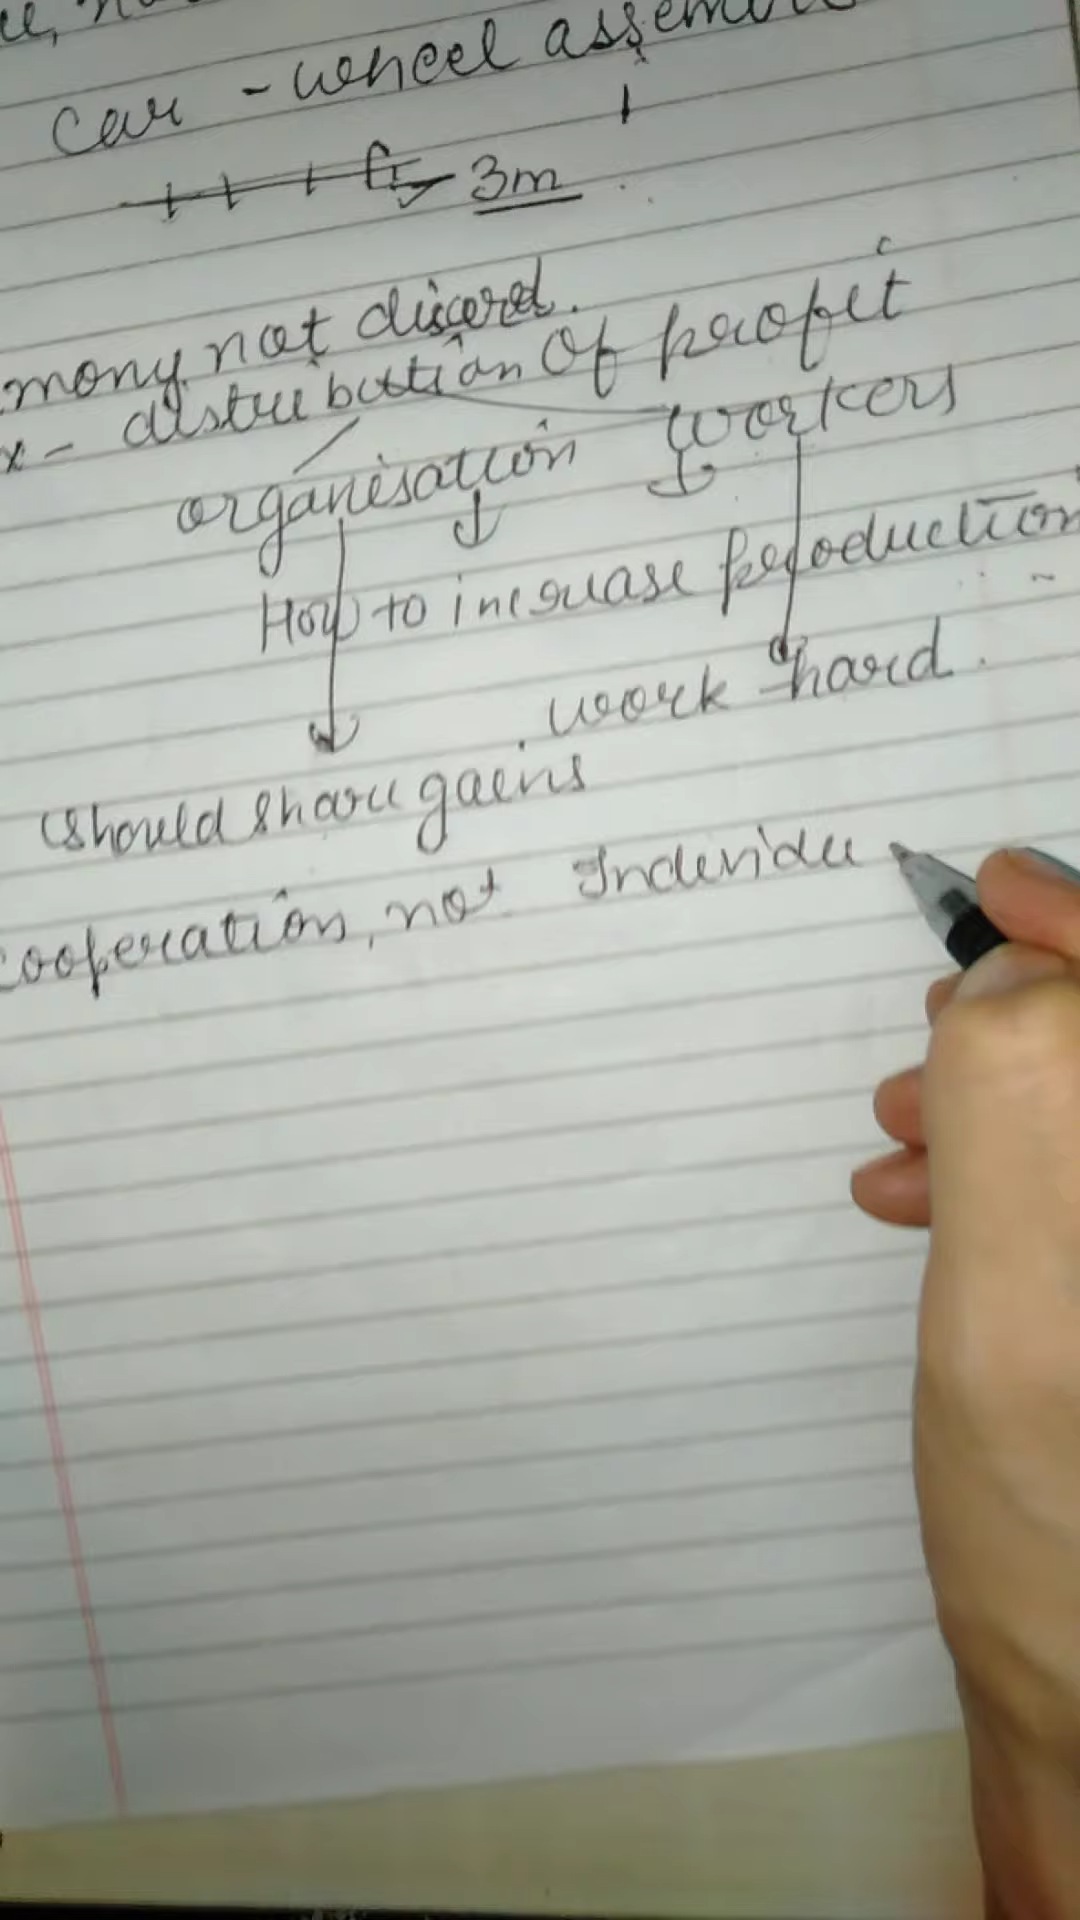 car - wheel assem
3m
mony, not discord.
x - distribution of profit
organisation workers
How to increase production
work hard.
should share gains
cooperation, not Individu